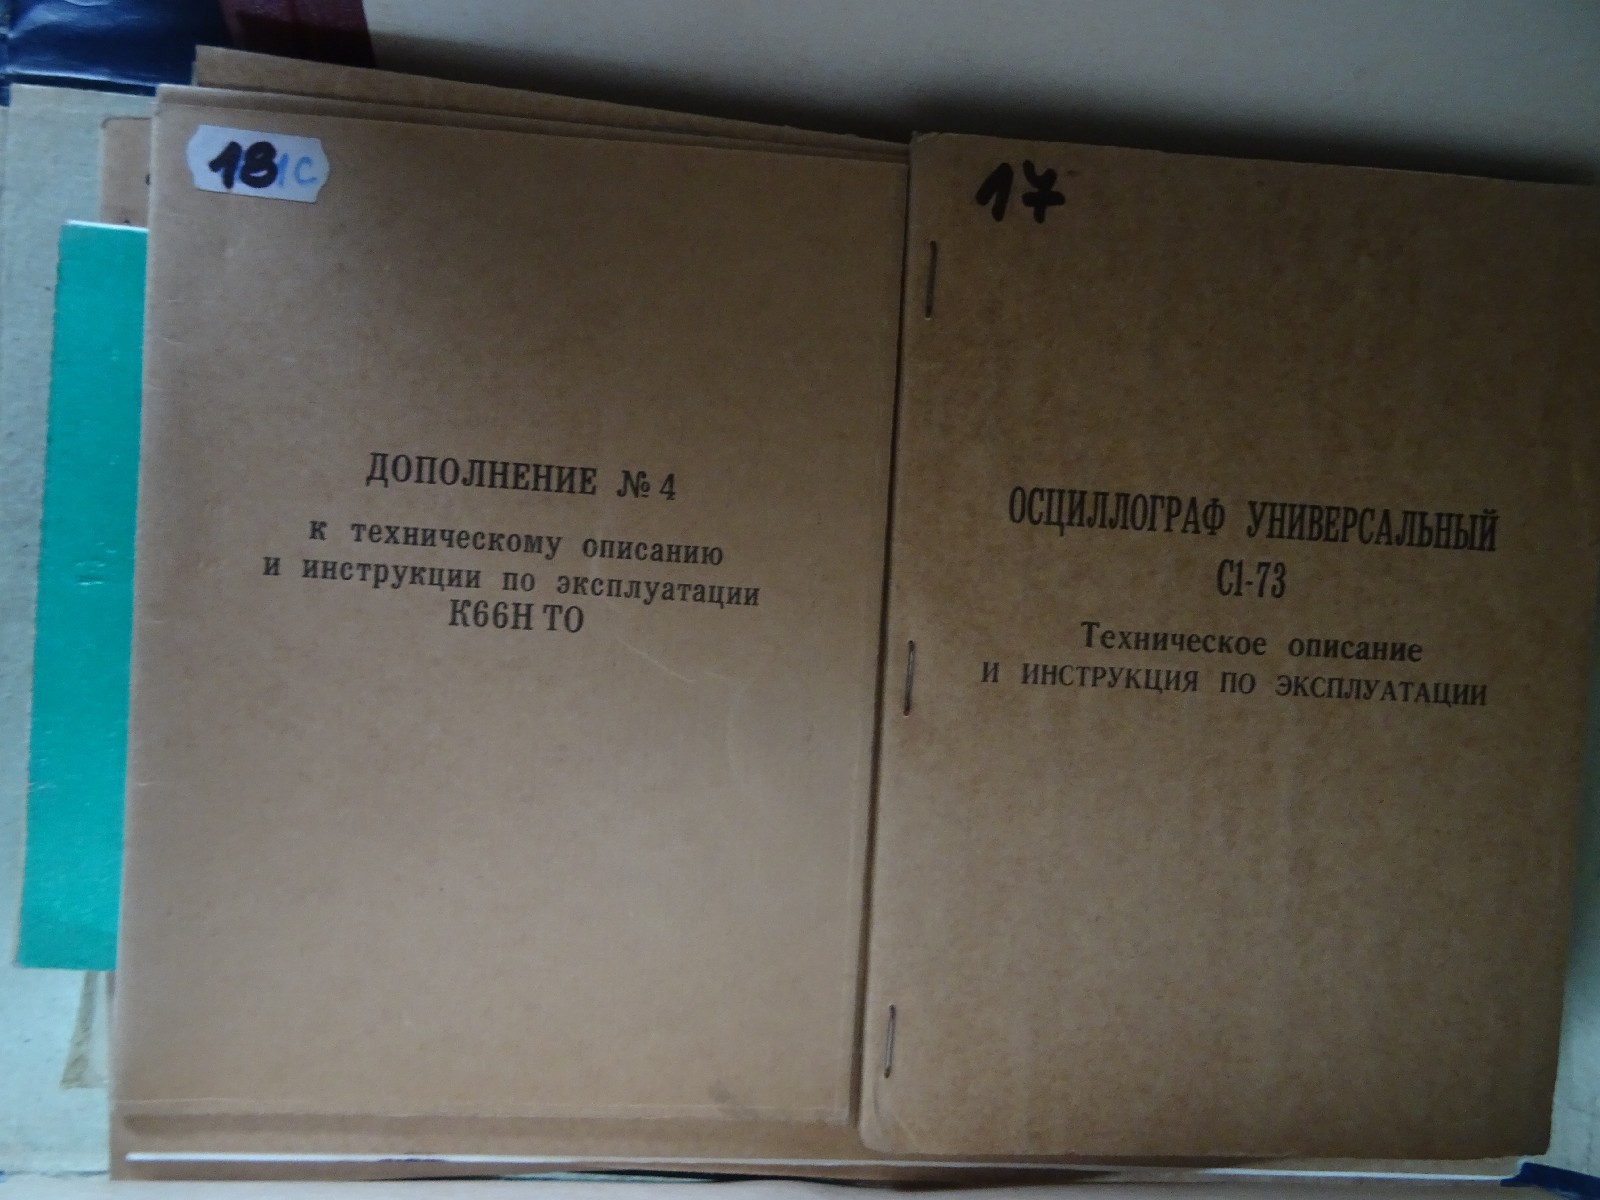 18 1С
ДОПОЛНЕНИЕ № 4
к техническому описанию
и инструкции по эксплуатации
К66Н ТО
17
ОСЦИЛЛОГРАФ УНИВЕРСАЛЬНЫЙ
С1-73
Техническое описание
И ИНСТРУКЦИЯ ПО ЭКСПЛУАТАЦИИ